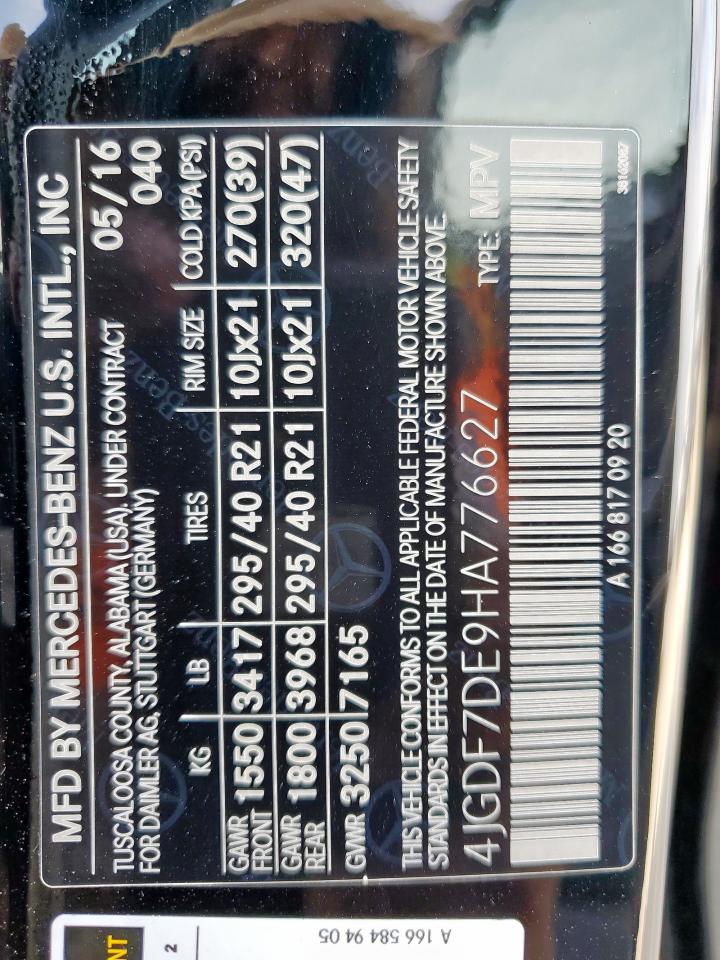 MFD BY MERCEDES-BENZ U.S. INTL., INC
TUSCALOOSA COUNTY, ALABAMA (USA), UNDER CONTRACT 05/16
FOR DAIMLER AG, STUTTGART (GERMANY) 040
KG LB TIRES RIM SIZE COLD KPA (PSI)
GAWR FRONT 1550 3417 295/40 R21 10Jx21 270(39)
GAWR REAR 1800 3968 295/40 R21 10Jx21 320(47)
GVWR 3250 7165
THIS VEHICLE CONFORMS TO ALL APPLICABLE FEDERAL MOTOR VEHICLE SAFETY
STANDARDS IN EFFECT ON THE DATE OF MANUFACTURE SHOWN ABOVE.
4JGDF7DE9HA776627 TYPE: MPV
A 166 817 09 20 38162087
NT
2
A 166 584 94 05